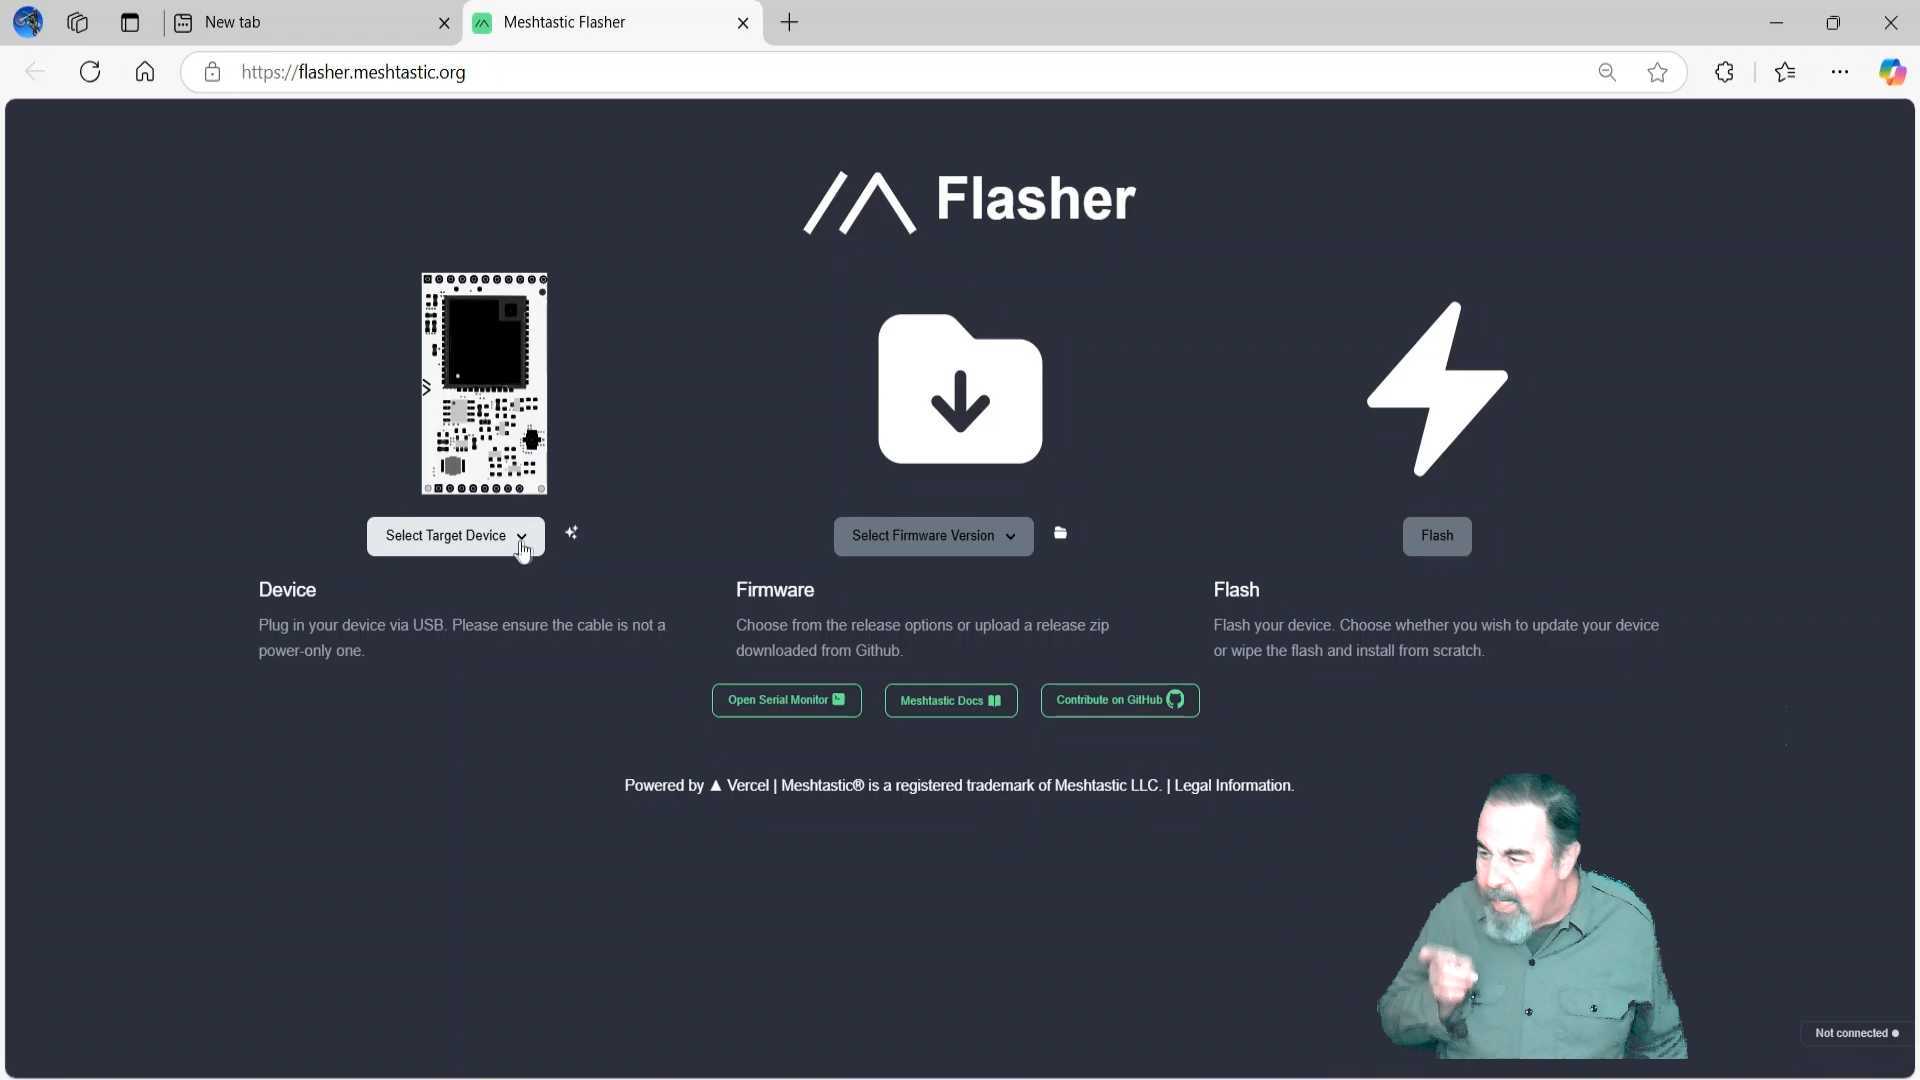 New tab
Meshtastic Flasher
https://flasher.meshtastic.org
Flasher
Select Target Device
Select Firmware Version
Flash
Device
Plug in your device via USB. Please ensure the cable is not a
power-only one.
Firmware
Choose from the release options or upload a release zip
downloaded from Github.
Flash
Flash your device. Choose whether you wish to update your device
or wipe the flash and install from scratch.
Open Serial Monitor
Meshtastic Docs
Contribute on GitHub
Powered by ▲ Vercel | Meshtastic® is a registered trademark of Meshtastic LLC. | Legal Information.
Not connected